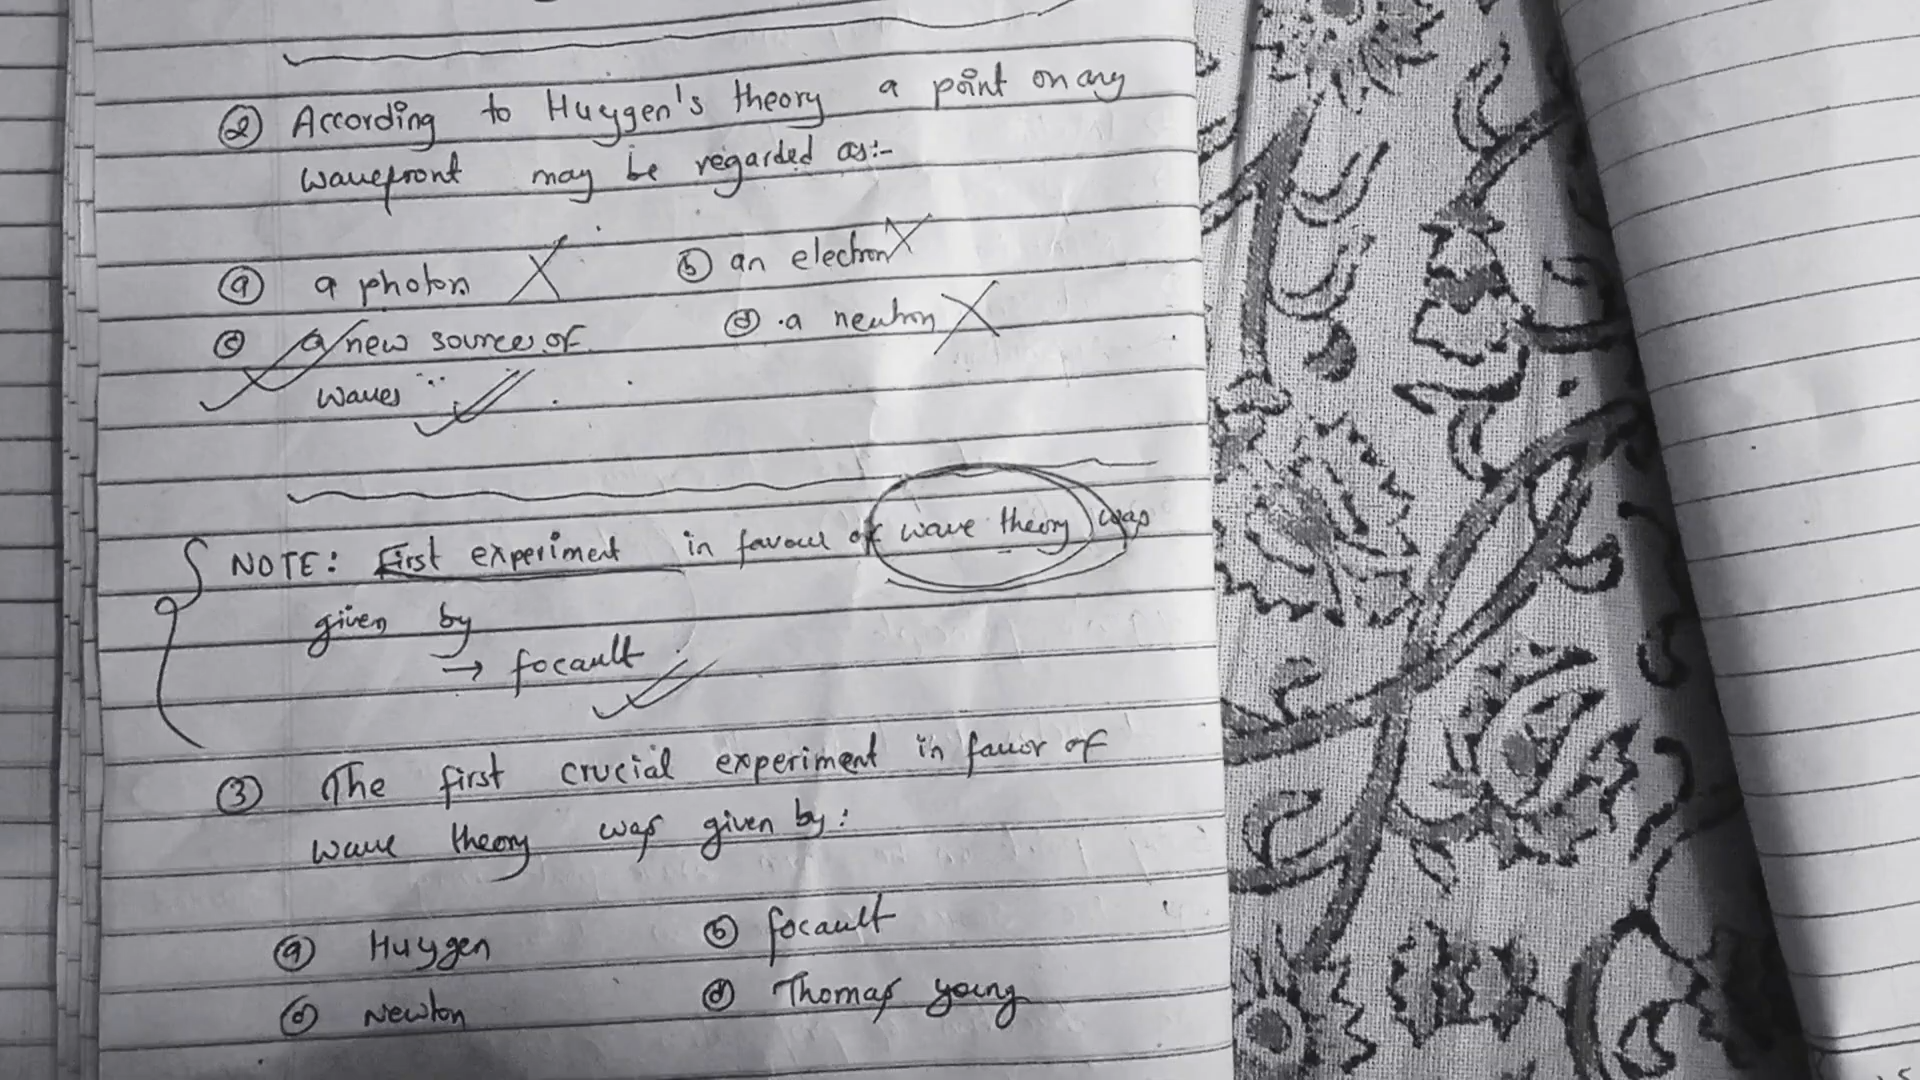 ② According to Huygen's theory a point on any
wavefront may be regarded as:-
ⓐ a photon ⓑ an electron
ⓒ a new source of ⓓ a neutron
waves
NOTE: First experiment in favour of wave theory was
given by
→ focault
③ The first crucial experiment in favor of
wave theory was given by:
ⓐ Huygen ⓑ focault
ⓒ Newton ⓓ Thomas young